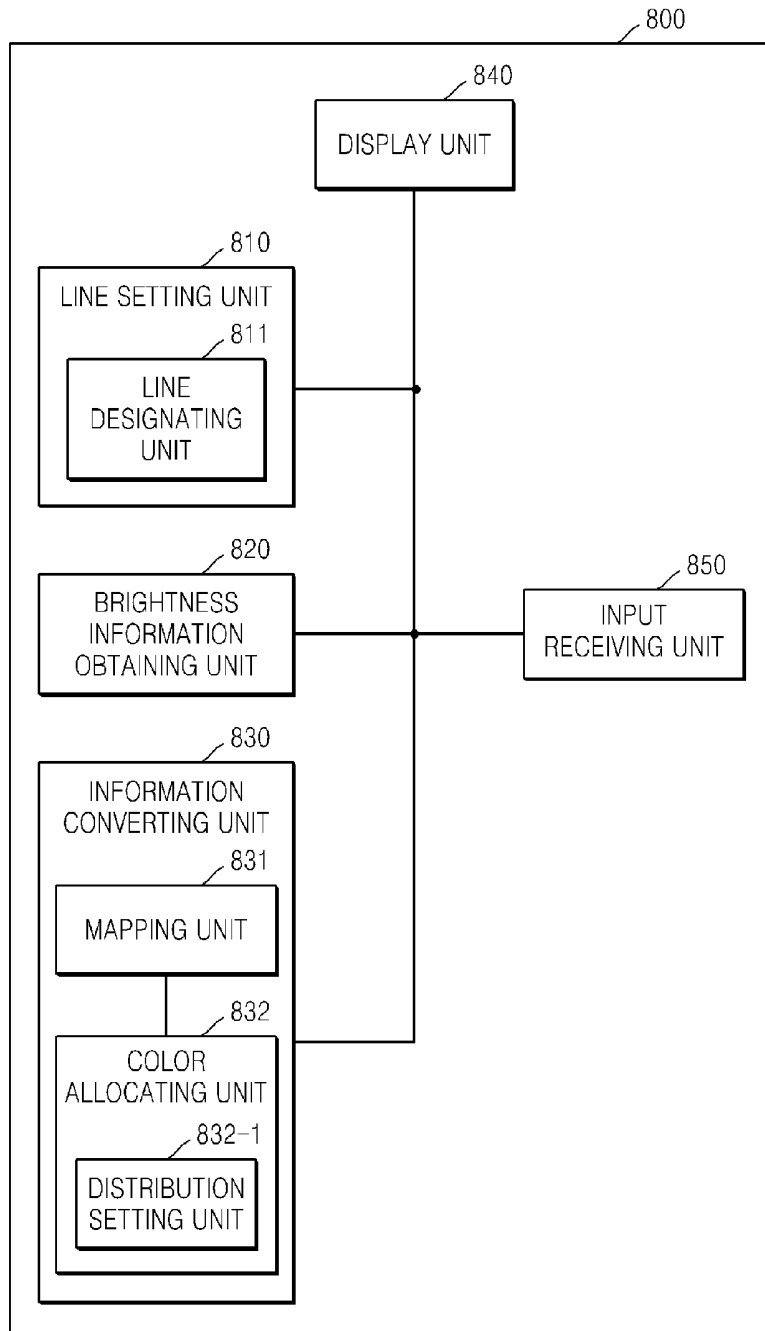 800
840
DISPLAY UNIT
810
LINE SETTING UNIT
811
LINE
DESIGNATING
UNIT
820
BRIGHTNESS
INFORMATION
OBTAINING UNIT
850
INPUT
RECEIVING UNIT
830
INFORMATION
CONVERTING UNIT
831
MAPPING UNIT
832
COLOR
ALLOCATING UNIT
832-1
DISTRIBUTION
SETTING UNIT